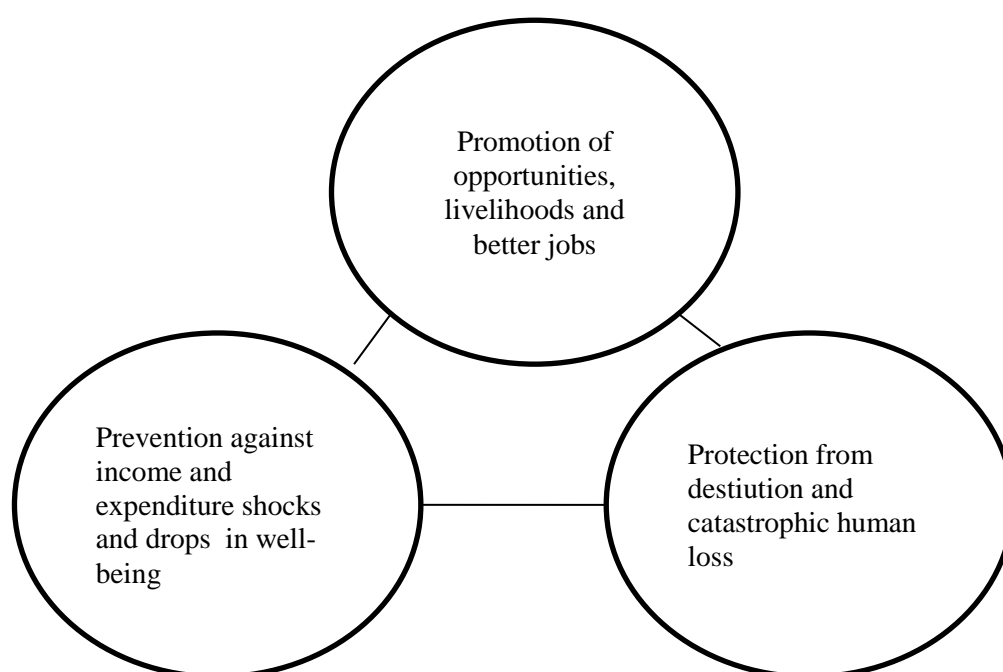 Promotion of
opportunities,
livelihoods and
better jobs
Prevention against
income and
expenditure shocks
and drops in well-
being
Protection from
destiution and
catastrophic human
loss